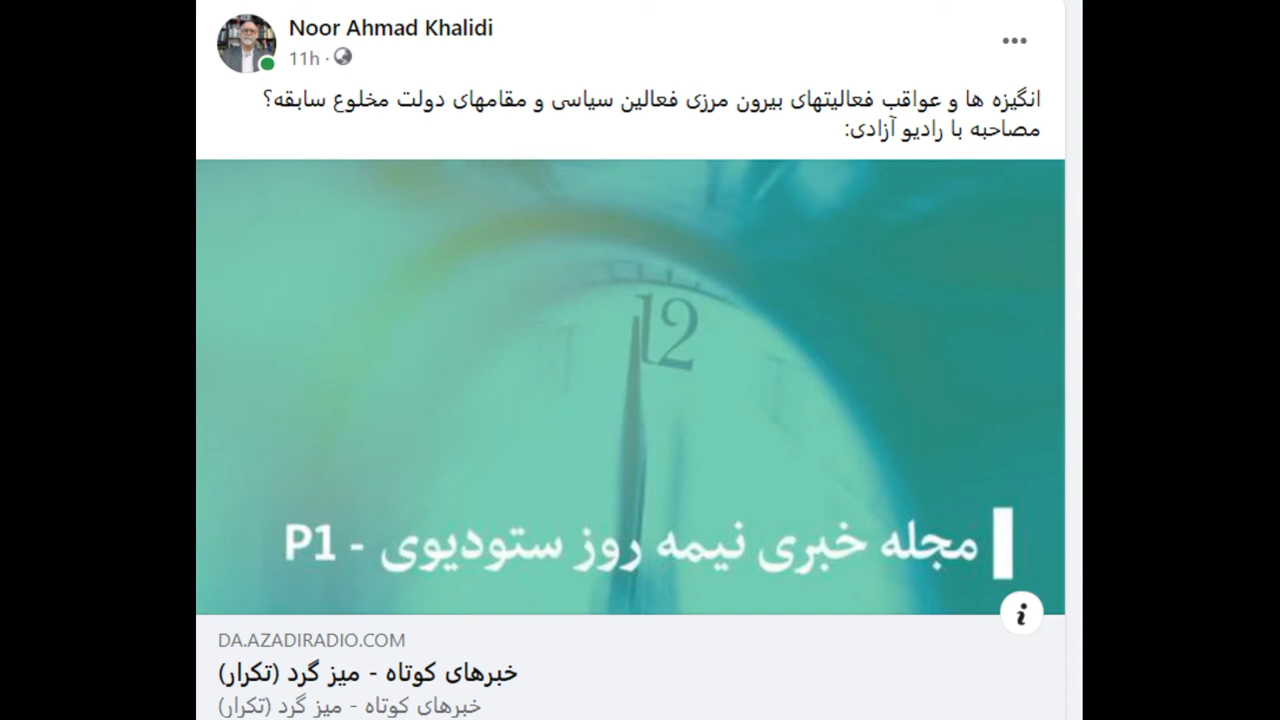 Noor Ahmad Khalidi
11h ·
انگیزه ها و عواقب فعالیتهای بیرون مرزی فعالین سیاسی و مقامهای دولت مخلوع سابقه؟
مصاحبه با رادیو آزادی:
12
مجله خبری نیمه روز ستودیوی - P1
DA.AZADIRADIO.COM
خبرهای کوتاه - میز گرد (تکرار)
خبرهای کوتاه - میز گرد (تکرار)